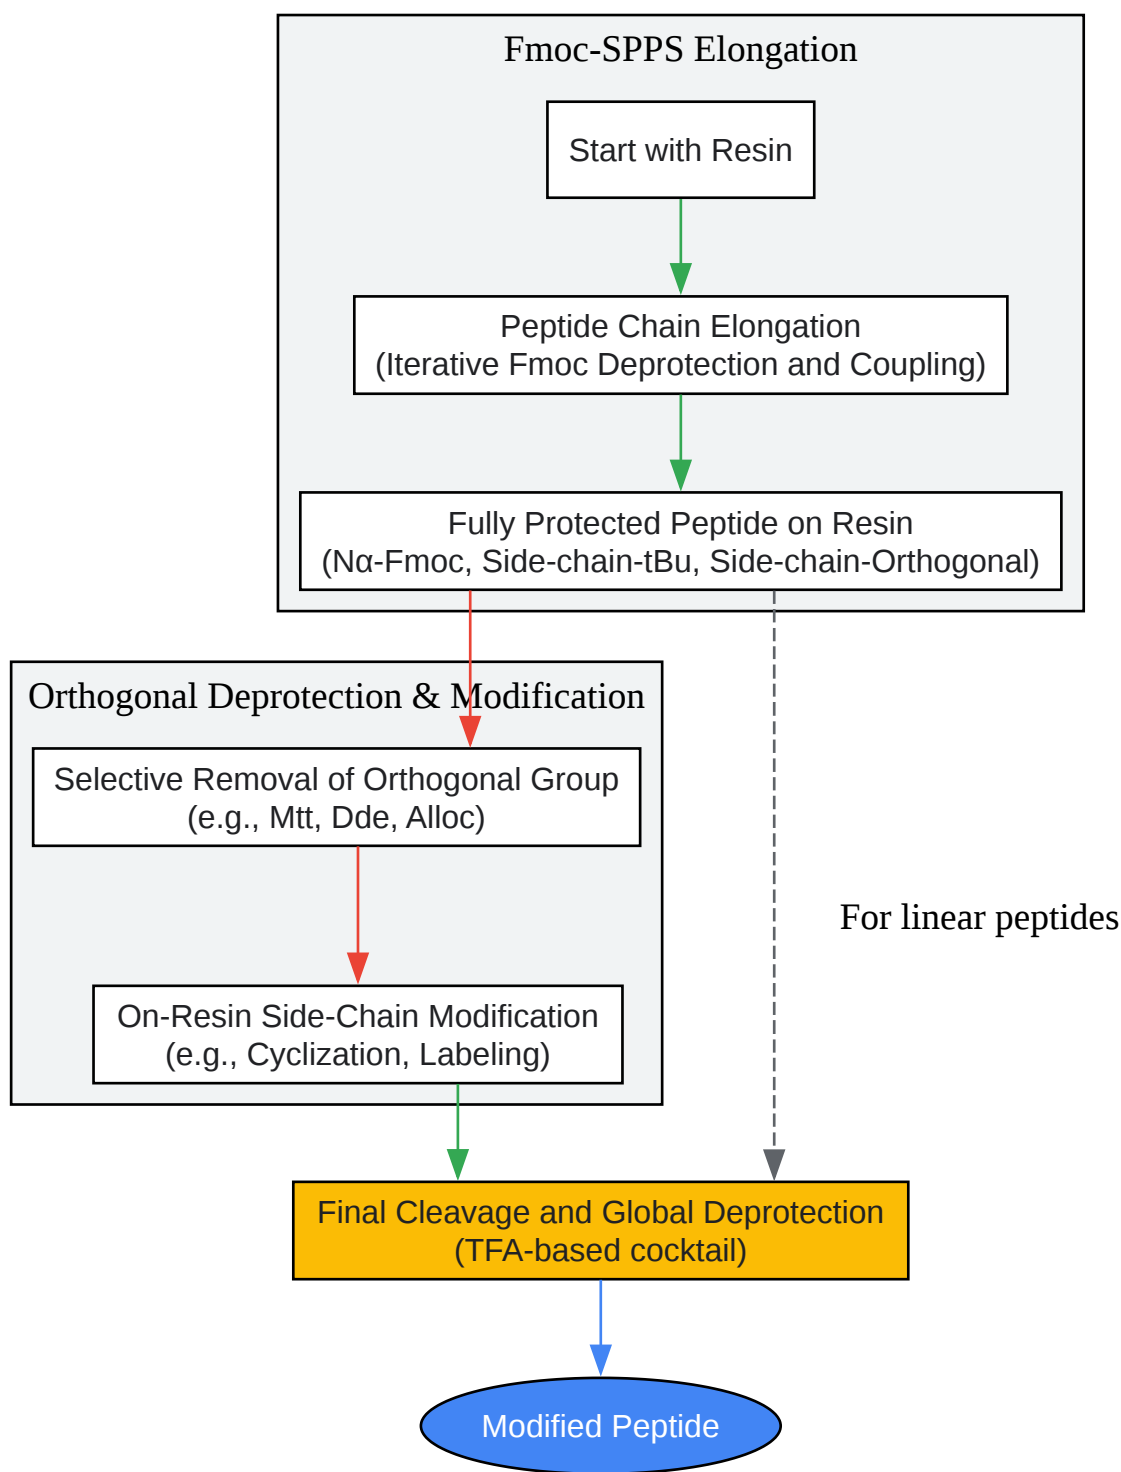 Fmoc-SPPS Elongation
Start with Resin
Peptide Chain Elongation
(Iterative Fmoc Deprotection and Coupling)
Fully Protected Peptide on Resin
(Nα-Fmoc, Side-chain-tBu, Side-chain-Orthogonal)
Orthogonal Deprotection & Modification
Selective Removal of Orthogonal Group
(e.g., Mtt, Dde, Alloc)
For linear peptides
On-Resin Side-Chain Modification
(e.g., Cyclization, Labeling)
Final Cleavage and Global Deprotection
(TFA-based cocktail)
Modified Peptide